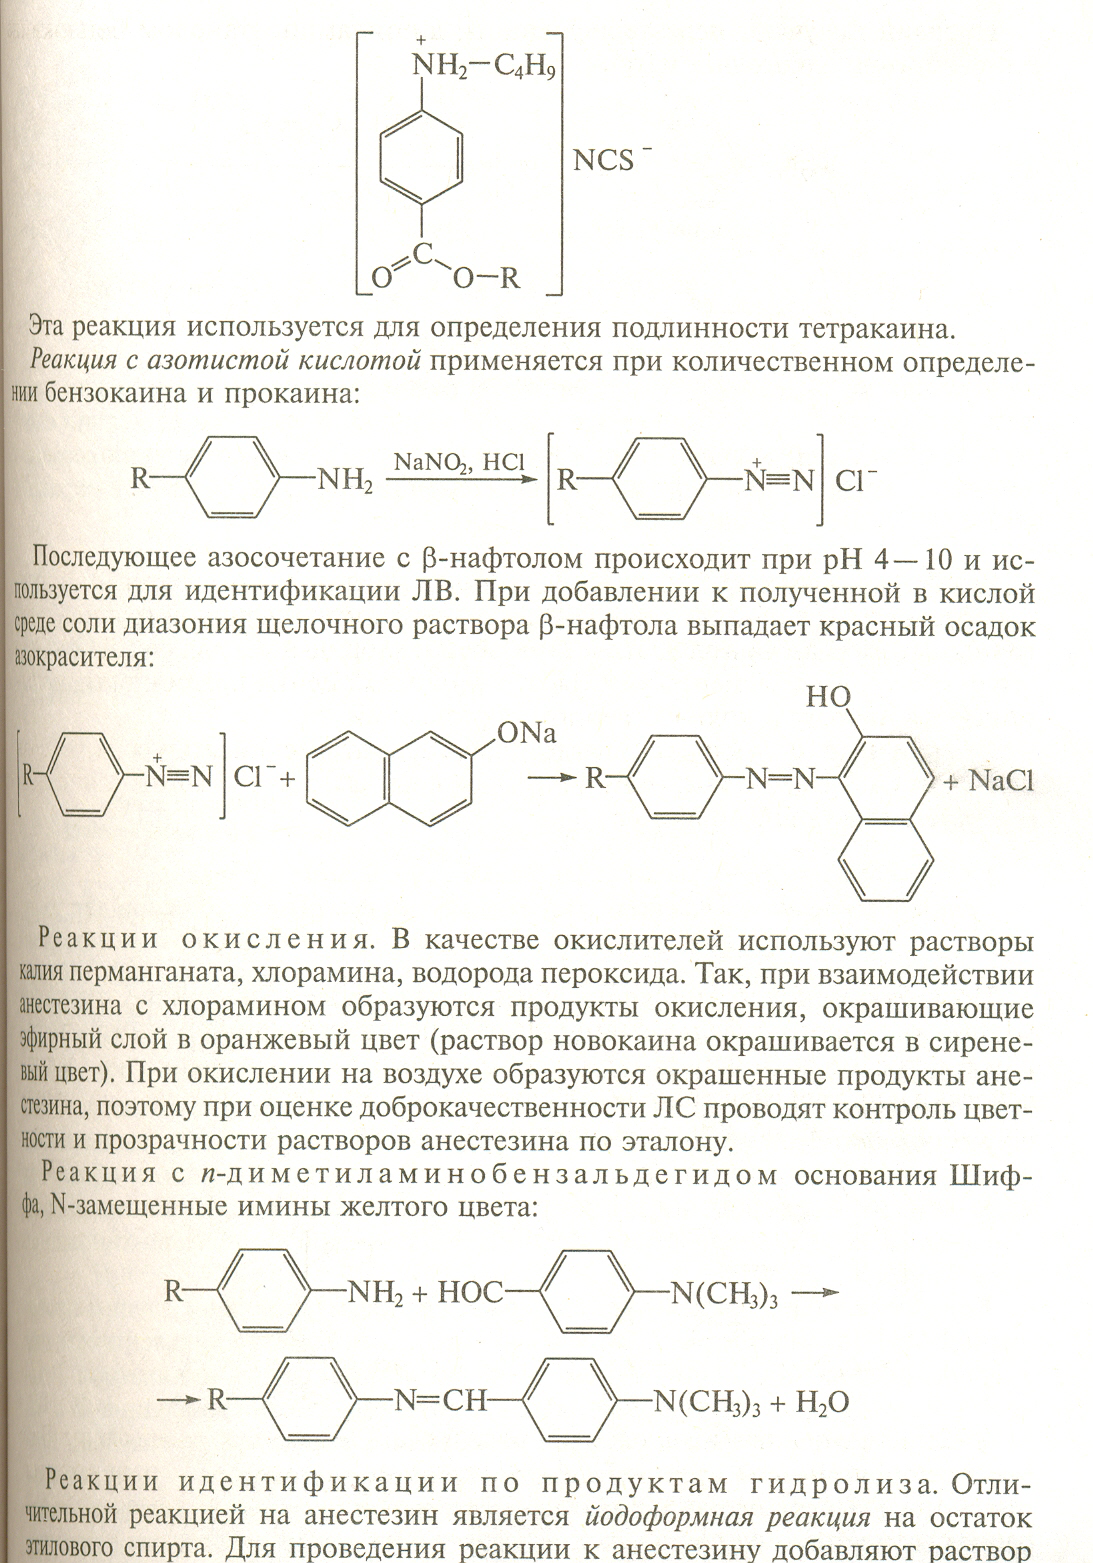 +
NH2—C4H9
NCS⁻
C
O O—R
Эта реакция используется для определения подлинности тетракаина.
Реакция с азотистой кислотой применяется при количественном определе-
нии бензокаина и прокаина:
R— —NH2 NaNO2, HCl R— —N⁺≡N Cl⁻
Последующее азосочетание с β-нафтолом происходит при pH 4—10 и ис-
пользуется для идентификации ЛВ. При добавлении к полученной в кислой
среде соли диазония щелочного раствора β-нафтола выпадает красный осадок
азокрасителя:
HO
ONa
R— —N⁺≡N Cl⁻ + → R— —N=N— + NaCl
Реакции окисления. В качестве окислителей используют растворы
калия перманганата, хлорамина, водорода пероксида. Так, при взаимодействии
анестезина с хлорамином образуются продукты окисления, окрашивающие
эфирный слой в оранжевый цвет (раствор новокаина окрашивается в сирене-
вый цвет). При окислении на воздухе образуются окрашенные продукты ане-
стезина, поэтому при оценке доброкачественности ЛС проводят контроль цвет-
ности и прозрачности растворов анестезина по эталону.
Реакция с п-диметиламинобензальдегидом основания Шиф-
фа, N-замещенные имины желтого цвета:
R— —NH2 + HOC— —N(CH3)3 →
→ R— —N=CH— —N(CH3)3 + H2O
Реакции идентификации по продуктам гидролиза. Отли-
чительной реакцией на анестезин является йодоформная реакция на остаток
этилового спирта. Для проведения реакции к анестезину добавляют раствор